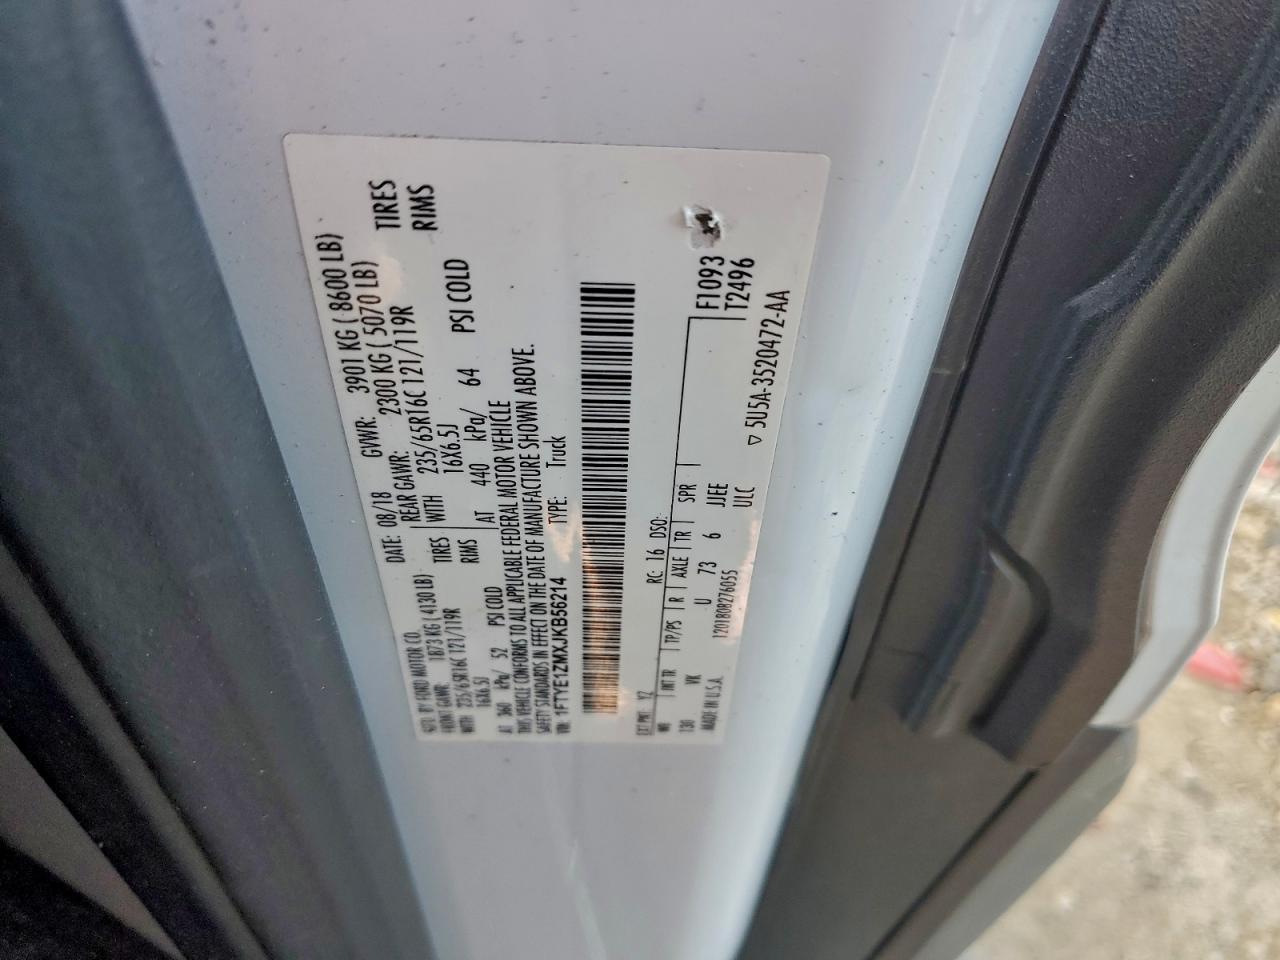 MFD. BY FORD MOTOR CO.
DATE: 08/18 GVWR: 3901 KG ( 8600 LB)
FRONT GAWR: 1873 KG ( 4130 LB) REAR GAWR: 2300 KG ( 5070 LB)
WITH 235/65R16C 121/119R TIRES WITH 235/65R16C 121/119R TIRES
16X6.5J RIMS 16X6.5J RIMS
AT 360 kPa/ 52 PSI COLD AT 440 kPa/ 64 PSI COLD
THIS VEHICLE CONFORMS TO ALL APPLICABLE FEDERAL MOTOR VEHICLE
SAFETY STANDARDS IN EFFECT ON THE DATE OF MANUFACTURE SHOWN ABOVE.
VIN: 1FTYE1ZMXJKB56214 TYPE: Truck
EXT PNT: YZ RC: 16 DSO: F1093
WB INT TR TP/PS R AXLE TR SPR T2496
130 VK U 73 6 JJEE
MADE IN U.S.A. 1201808276055 ULC
▽ 5U5A-3520472-AA